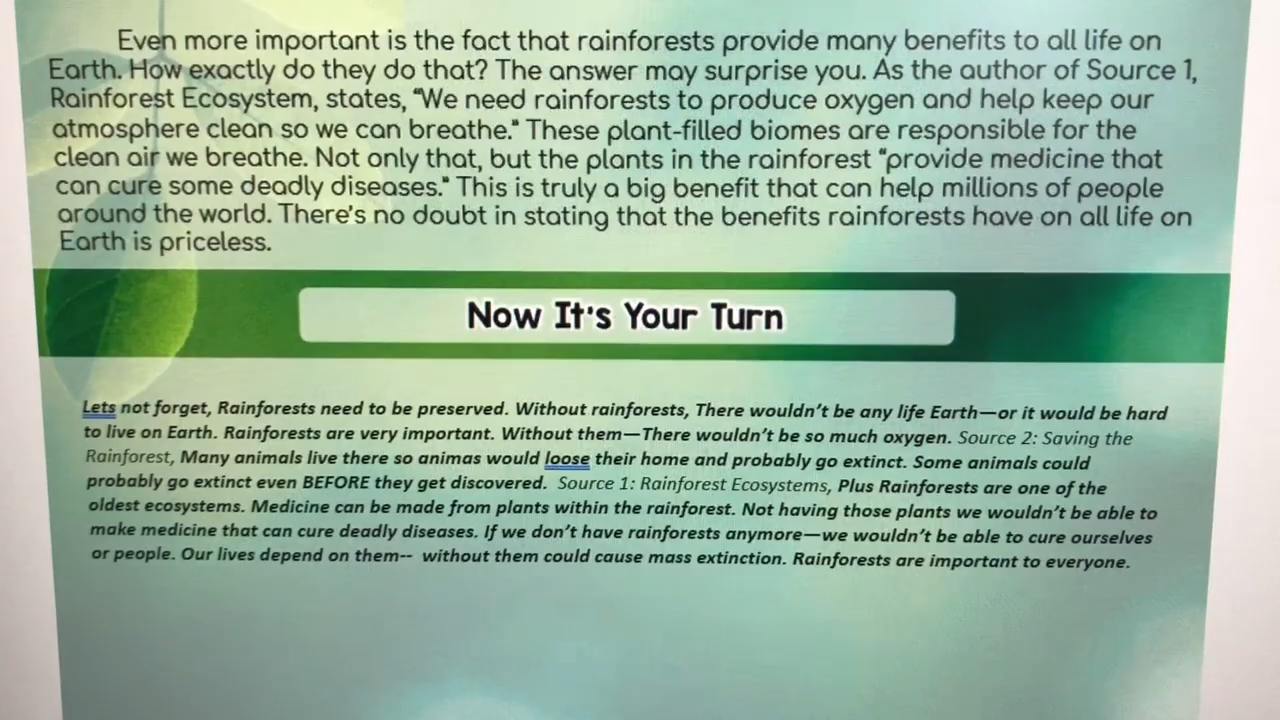 Even more important is the fact that rainforests provide many benefits to all life on
Earth. How exactly do they do that? The answer may surprise you. As the author of Source 1,
Rainforest Ecosystem, states, "We need rainforests to produce oxygen and help keep our
atmosphere clean so we can breathe." These plant-filled biomes are responsible for the
clean air we breathe. Not only that, but the plants in the rainforest "provide medicine that
can cure some deadly diseases." This is truly a big benefit that can help millions of people
around the world. There's no doubt in stating that the benefits rainforests have on all life on
Earth is priceless.
Now It's Your Turn
Lets not forget, Rainforests need to be preserved. Without rainforests, There wouldn't be any life Earth—or it would be hard
to live on Earth. Rainforests are very important. Without them—There wouldn't be so much oxygen. Source 2: Saving the
Rainforest, Many animals live there so animas would loose their home and probably go extinct. Some animals could
probably go extinct even BEFORE they get discovered. Source 1: Rainforest Ecosystems, Plus Rainforests are one of the
oldest ecosystems. Medicine can be made from plants within the rainforest. Not having those plants we wouldn't be able to
make medicine that can cure deadly diseases. If we don't have rainforests anymore—we wouldn't be able to cure ourselves
or people. Our lives depend on them-- without them could cause mass extinction. Rainforests are important to everyone.